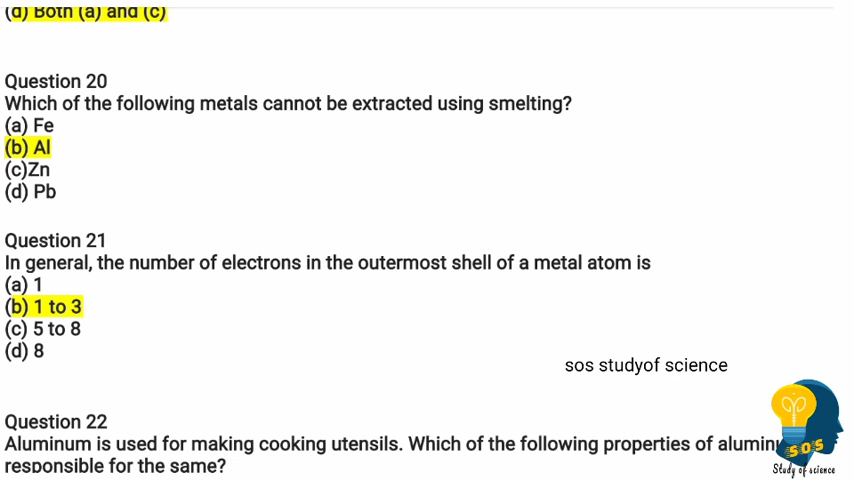 (d) Both (a) and (c)
Question 20
Which of the following metals cannot be extracted using smelting?
(a) Fe
(b) Al
(c)Zn
(d) Pb
Question 21
In general, the number of electrons in the outermost shell of a metal atom is
(a) 1
(b) 1 to 3
(c) 5 to 8
(d) 8
sos studyof science
Question 22
Aluminum is used for making cooking utensils. Which of the following properties of
responsible for the same?
S O S
Study of science